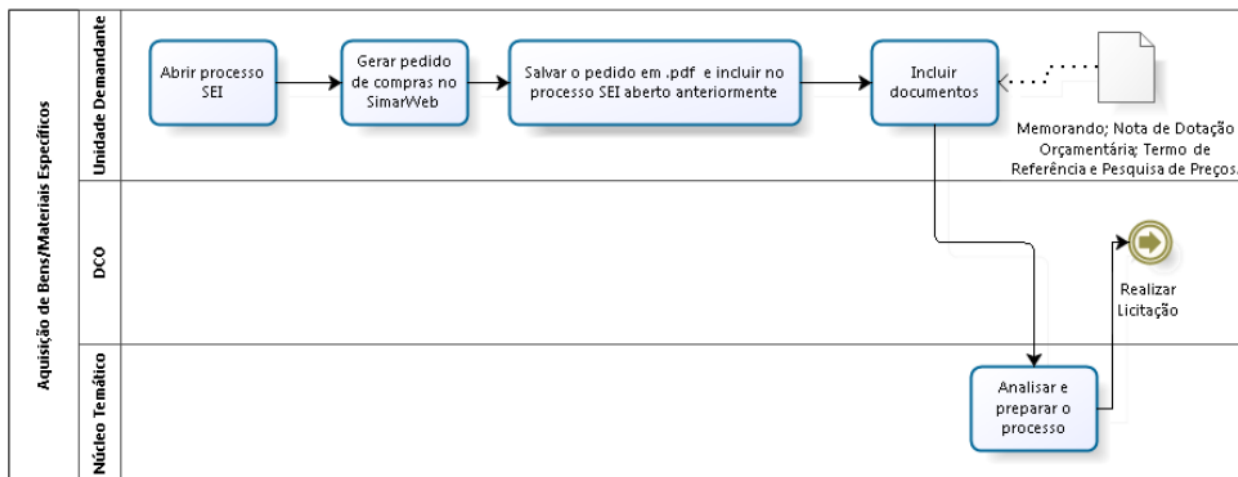 Aquisição de Bens/Materiais Específicos
Unidade Demandante
Abrir processo
SEI
Gerar pedido
de compras no
SimarWeb
Salvar o pedido em .pdf e incluir no
processo SEI aberto anteriormente
Incluir
documentos
Memorando; Nota de Dotação
Orçamentária; Termo de
Referência e Pesquisa de Preços.
DCO
Realizar
Licitação
Núcleo Temático
Analisar e
preparar o
processo